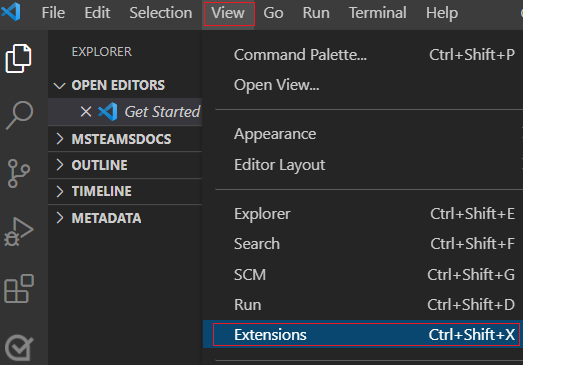 File Edit Selection View Go Run Terminal Help
EXPLORER
OPEN EDITORS
Get Started
MSTEAMSDOCS
OUTLINE
TIMELINE
METADATA
Command Palette... Ctrl+Shift+P
Open View...
Appearance
Editor Layout
Explorer Ctrl+Shift+E
Search Ctrl+Shift+F
SCM Ctrl+Shift+G
Run Ctrl+Shift+D
Extensions Ctrl+Shift+X